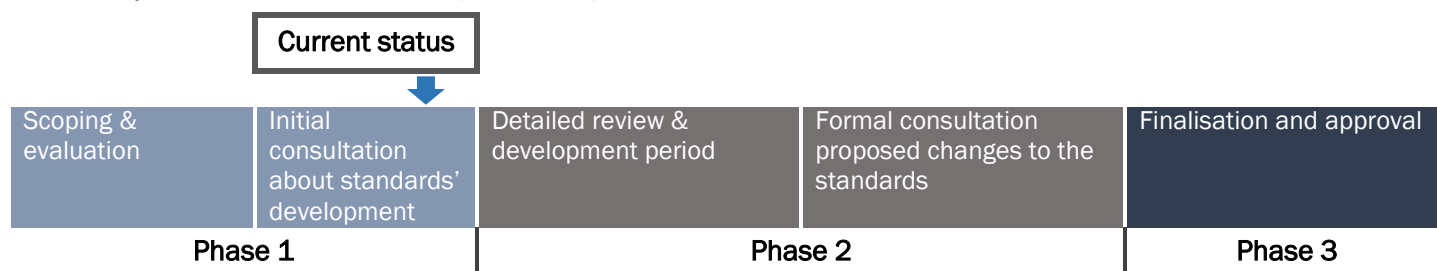 Current status
Scoping &
evaluation
Initial
consultation
about standards’
development
Detailed review &
development period
Formal consultation
proposed changes to the
standards
Finalisation and approval
Phase 1
Phase 2
Phase 3